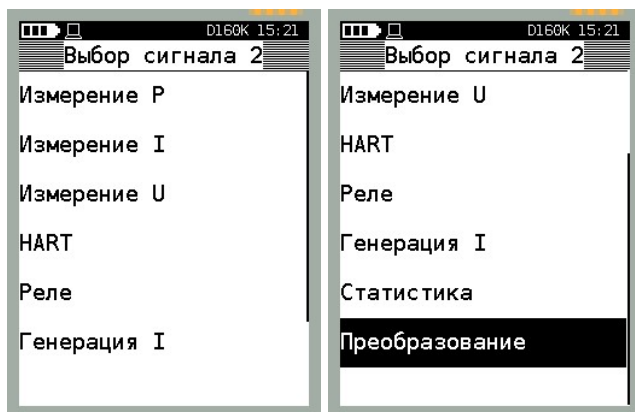 D160K 15:21
Выбор сигнала 2
Измерение P
Измерение I
Измерение U
HART
Реле
Генерация I
D160K 15:21
Выбор сигнала 2
Измерение U
HART
Реле
Генерация I
Статистика
Преобразование